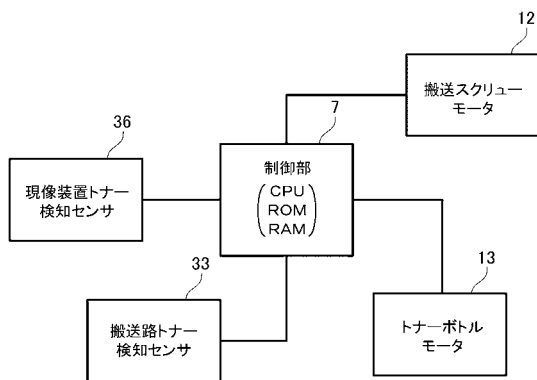 12
搬送スクリュー
モータ
7
36
制御部
CPU
ROM
RAM
現像装置トナー
検知センサ
33
13
搬送路トナー
検知センサ
トナーボトル
モータ